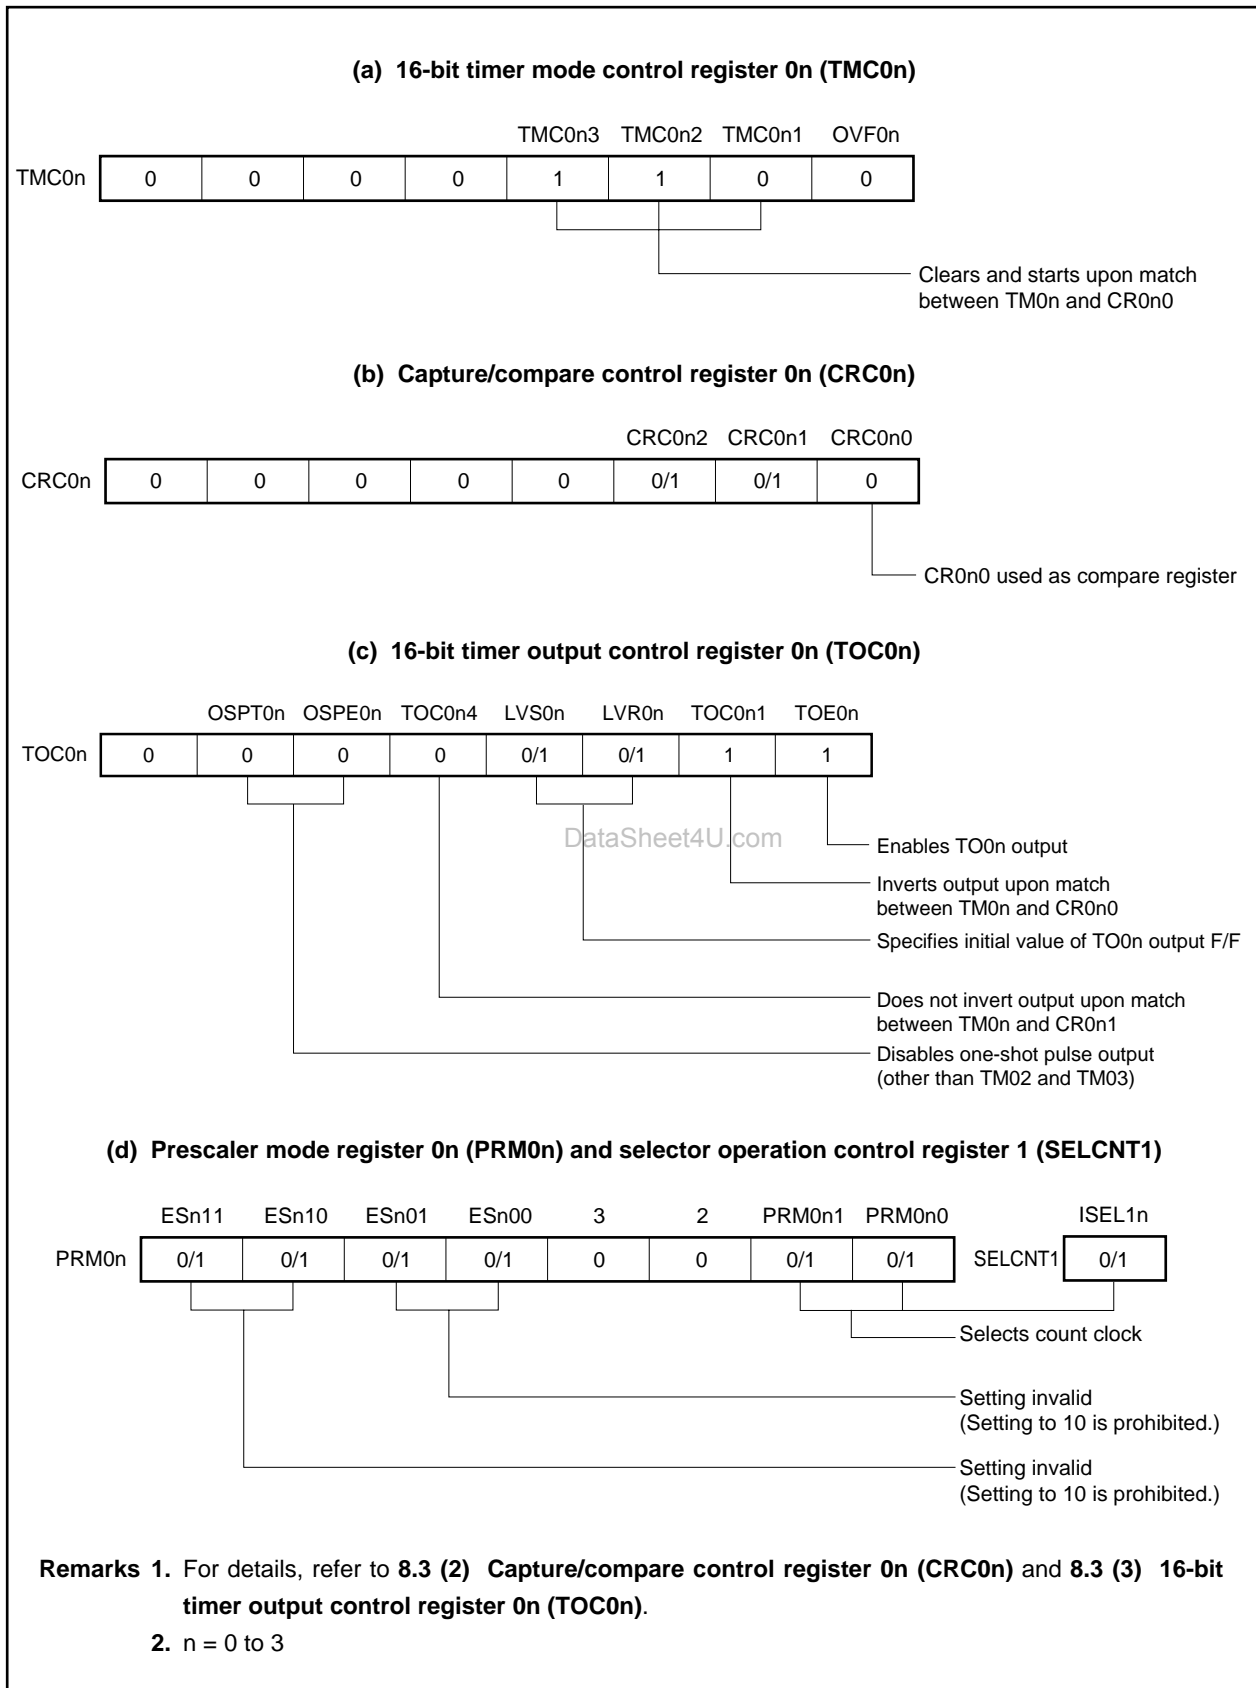 (a) 16-bit timer mode control register 0n (TMC0n)
TMC0n3 TMC0n2 TMC0n1 OVF0n
TMC0n 0 0 0 0 1 1 0 0
Clears and starts upon match
between TM0n and CR0n0
(b) Capture/compare control register 0n (CRC0n)
CRC0n2 CRC0n1 CRC0n0
CRC0n 0 0 0 0 0 0/1 0/1 0
CR0n0 used as compare register
(c) 16-bit timer output control register 0n (TOC0n)
OSPT0n OSPE0n TOC0n4 LVS0n LVR0n TOC0n1 TOE0n
TOC0n 0 0 0 0 0/1 0/1 1 1
DataSheet4U.com
Enables TO0n output
Inverts output upon match
between TM0n and CR0n0
Specifies initial value of TO0n output F/F
Does not invert output upon match
between TM0n and CR0n1
Disables one-shot pulse output
(other than TM02 and TM03)
(d) Prescaler mode register 0n (PRM0n) and selector operation control register 1 (SELCNT1)
ESn11 ESn10 ESn01 ESn00 3 2 PRM0n1 PRM0n0 ISEL1n
PRM0n 0/1 0/1 0/1 0/1 0 0 0/1 0/1 SELCNT1 0/1
Selects count clock
Setting invalid
(Setting to 10 is prohibited.)
Setting invalid
(Setting to 10 is prohibited.)
Remarks 1. For details, refer to 8.3 (2) Capture/compare control register 0n (CRC0n) and 8.3 (3) 16-bit
timer output control register 0n (TOC0n).
2. n = 0 to 3